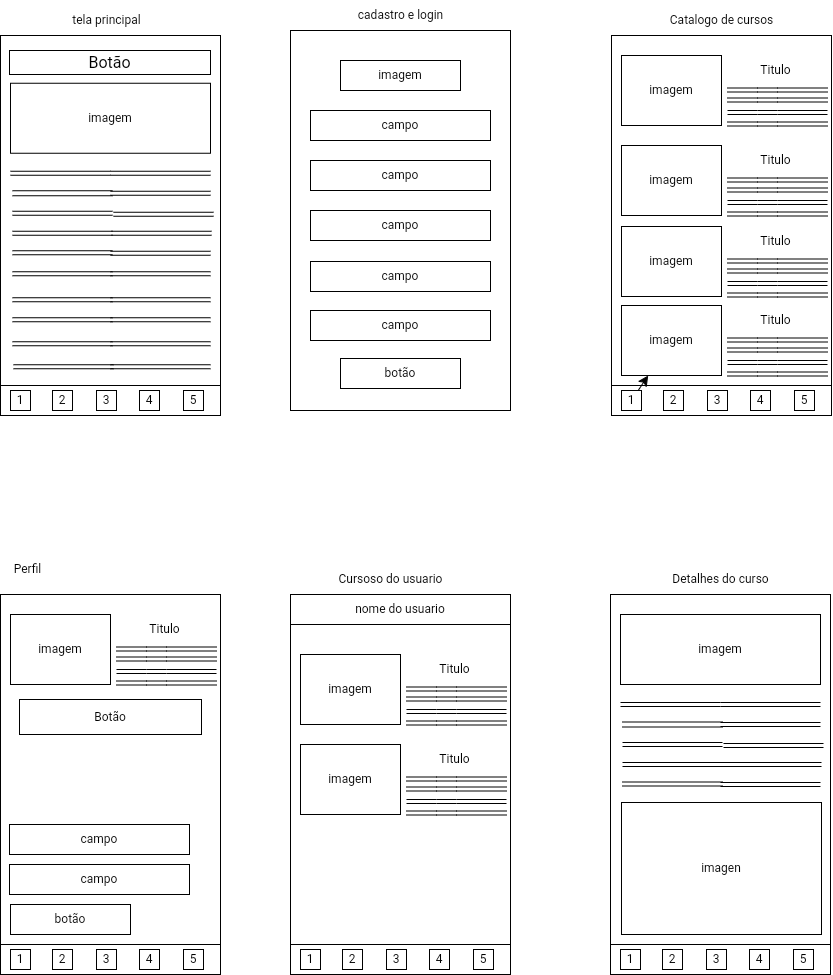 tela principal
Botão
imagem
1 2 3 4 5
cadastro e login
imagem
campo
campo
campo
campo
campo
botão
Catalogo de cursos
imagem
Titulo
imagem
Titulo
imagem
Titulo
imagem
Titulo
1 2 3 4 5
Perfil
imagem
Titulo
Botão
campo
campo
botão
1 2 3 4 5
Cursoso do usuario
nome do usuario
imagem
Titulo
imagem
Titulo
1 2 3 4 5
Detalhes do curso
imagem
imagen
1 2 3 4 5